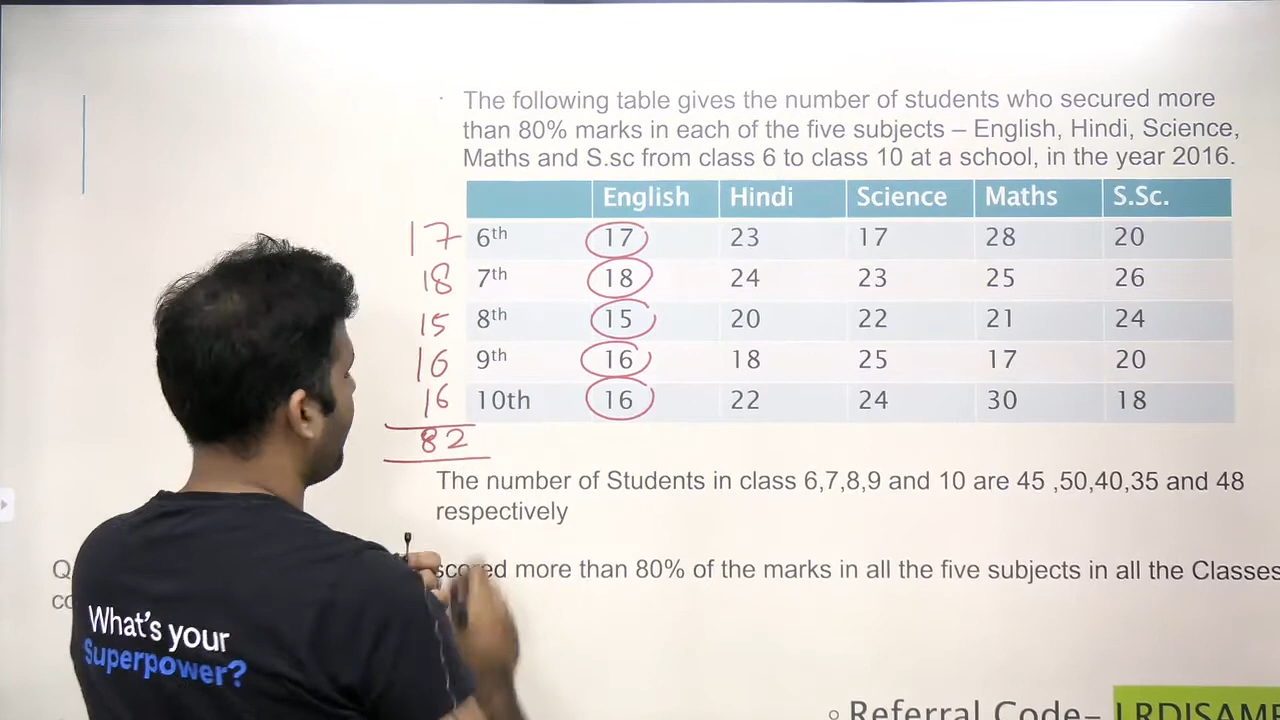 The following table gives the number of students who secured more
than 80% marks in each of the five subjects – English, Hindi, Science,
Maths and S.sc from class 6 to class 10 at a school, in the year 2016.
English Hindi Science Maths S.Sc.
17 6th 17 23 17 28 20
18 7th 18 24 23 25 26
15 8th 15 20 22 21 24
16 9th 16 18 25 17 20
16 10th 16 22 24 30 18
82
The number of Students in class 6,7,8,9 and 10 are 45 ,50,40,35 and 48
respectively
scored more than 80% of the marks in all the five subjects in all the Classes
What's your
Superpower?
Referral Code–